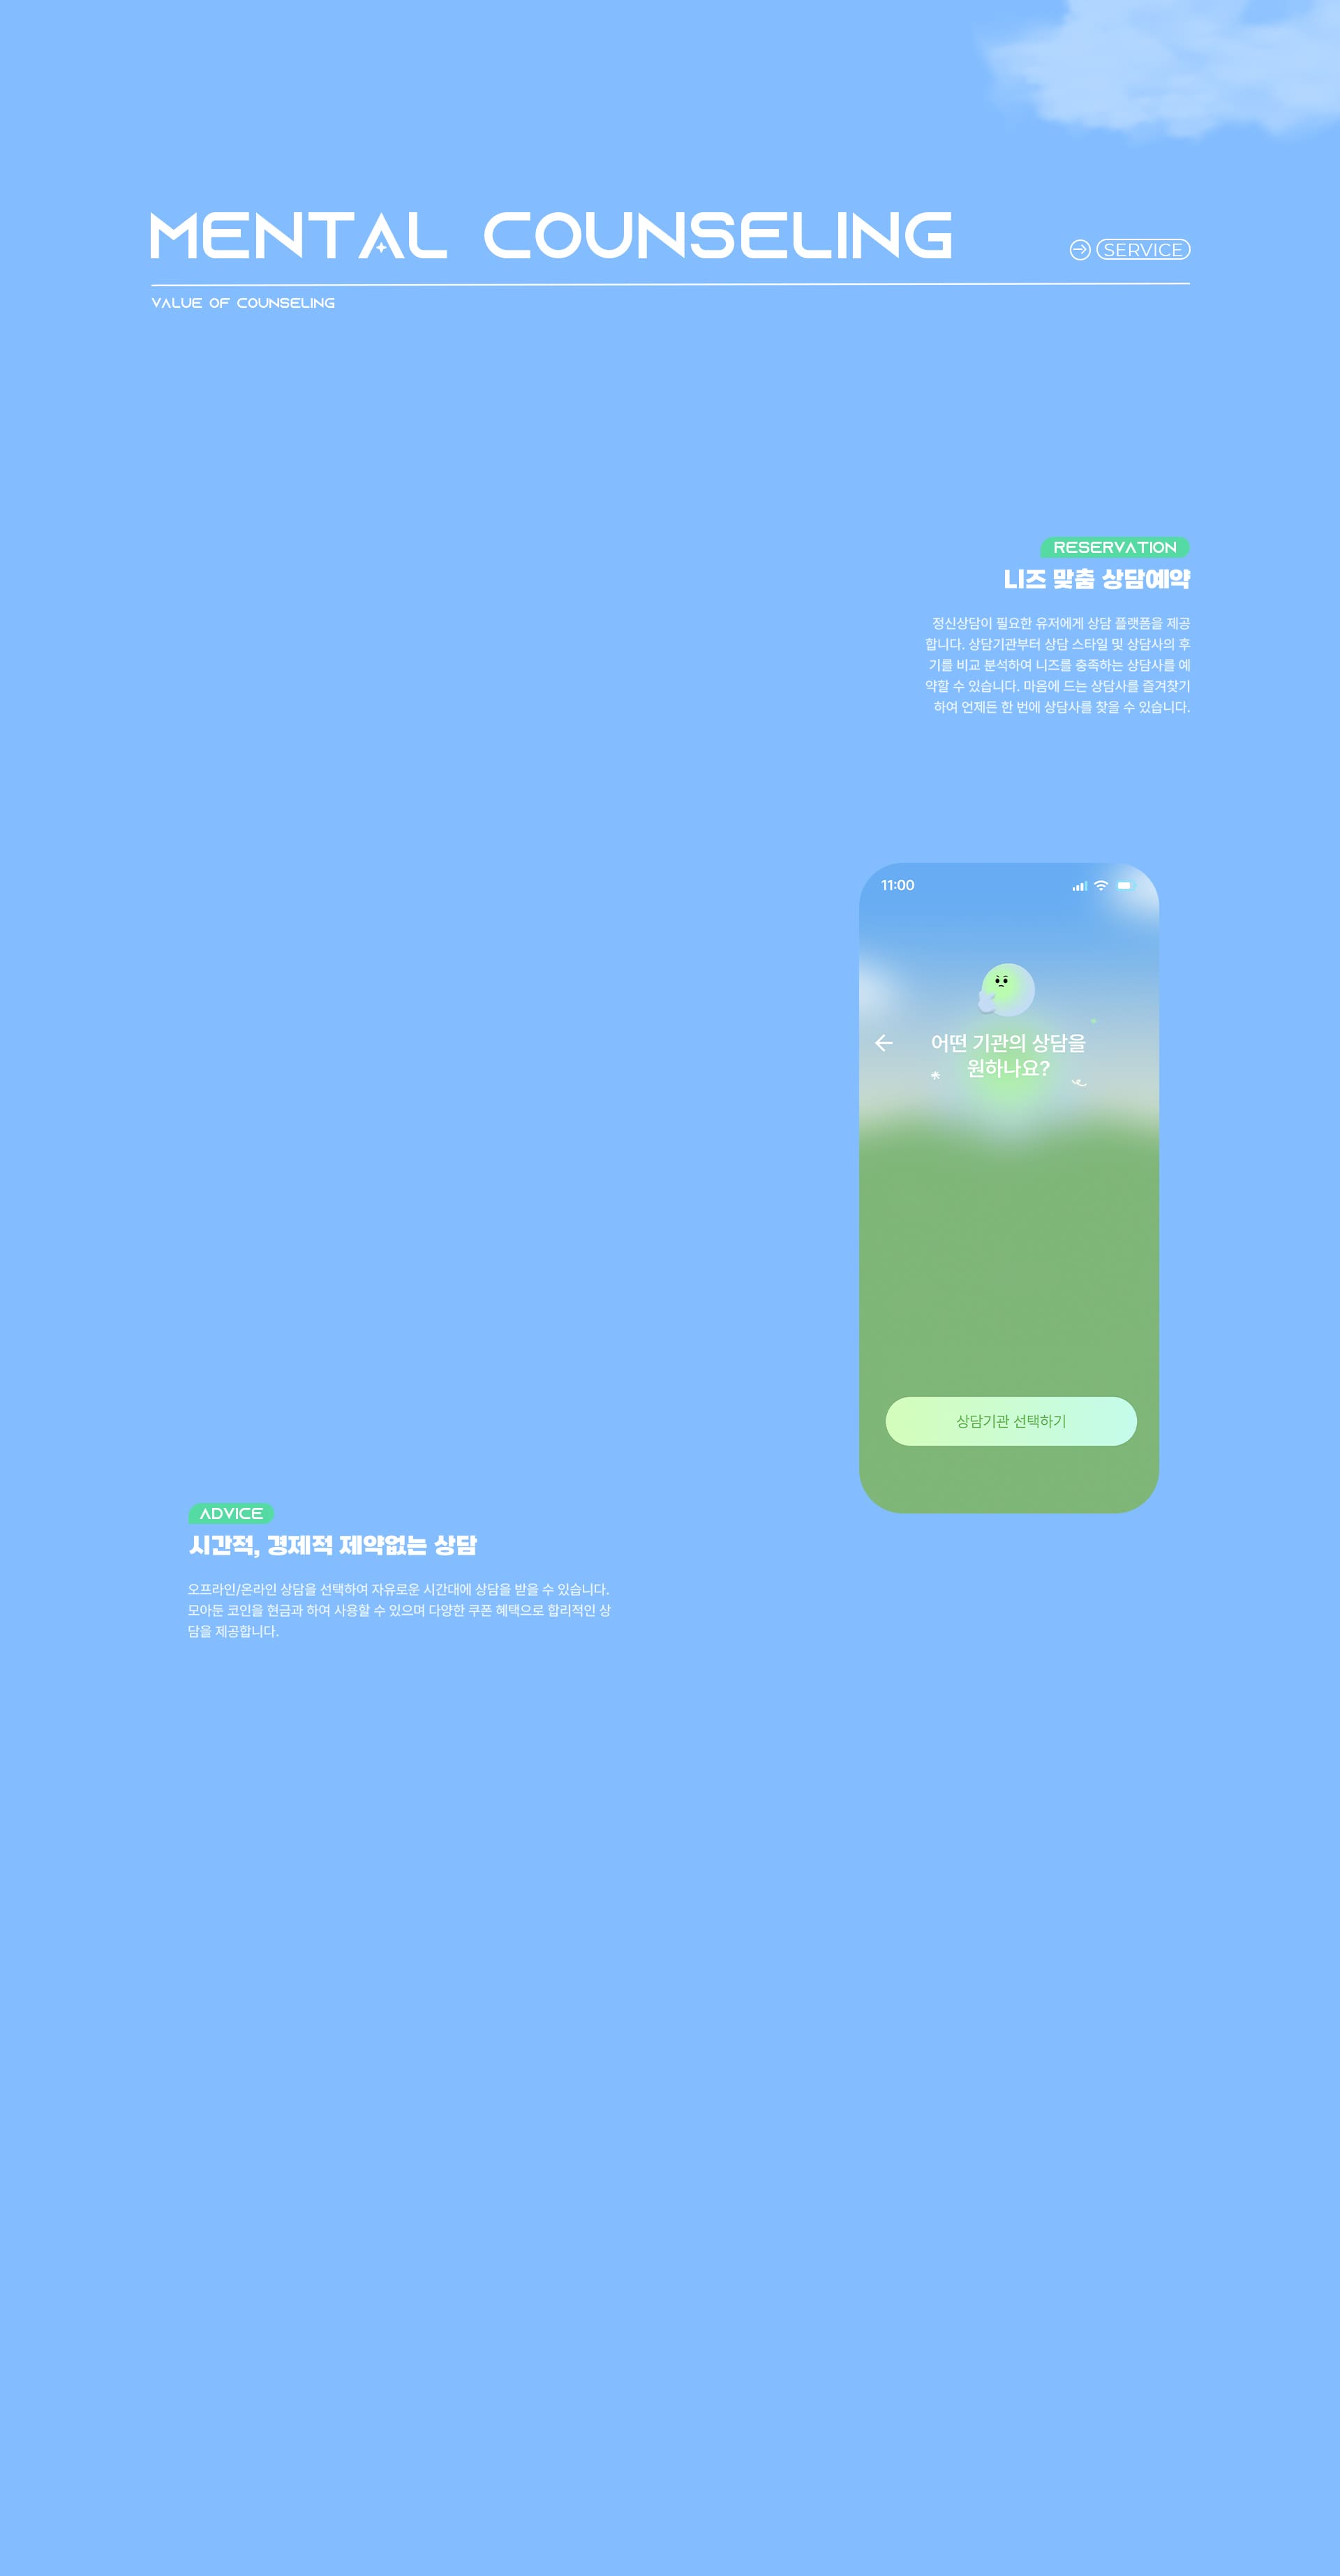 MENTAL COUNSELING
SERVICE
VALUE OF COUNSELING
RESERVATION
니즈 맞춤 상담예약
정신상담이 필요한 유저에게 상담 플랫폼을 제공
합니다. 상담기관부터 상담 스타일 및 상담사의 후
기를 비교 분석하여 니즈를 충족하는 상담사를 예
약할 수 있습니다. 마음에 드는 상담사를 즐겨찾기
하여 언제든 한 번에 상담사를 찾을 수 있습니다.
11:00
어떤 기관의 상담을
원하나요?
상담기관 선택하기
ADVICE
시간적, 경제적 제약없는 상담
오프라인/온라인 상담을 선택하여 자유로운 시간대에 상담을 받을 수 있습니다.
모아둔 코인을 현금과 하여 사용할 수 있으며 다양한 쿠폰 혜택으로 합리적인 상
담을 제공합니다.